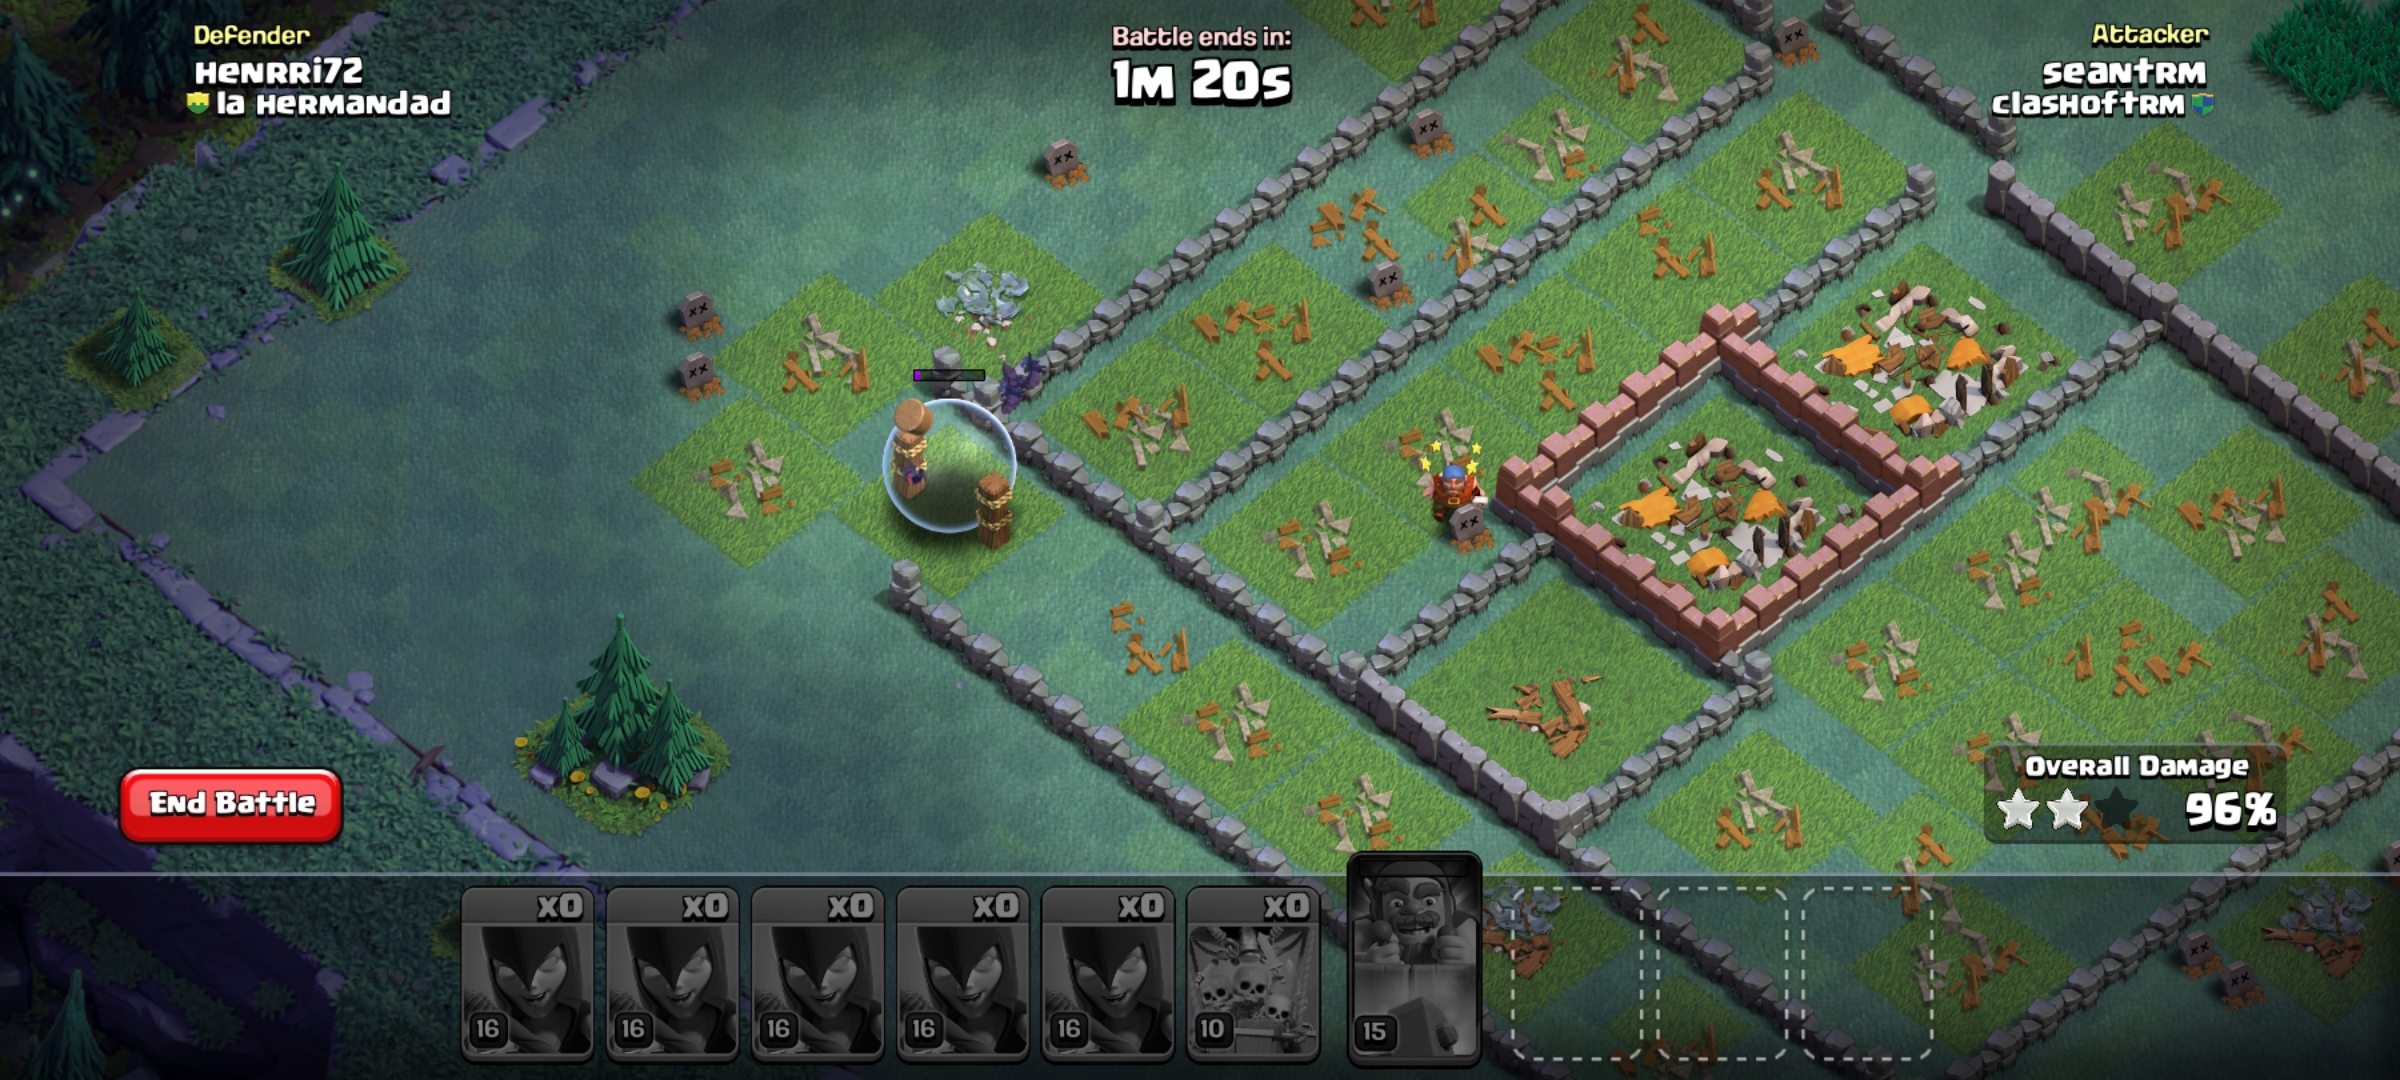 Defender
HENRRi72
la HERMANDAD
Battle ends in:
1M 20s
Attacker
seantRM
clashoftRM
End Battle
Overall Damage
96%
x0
x0
x0
x0
x0
x0
16
16
16
16
16
10
15